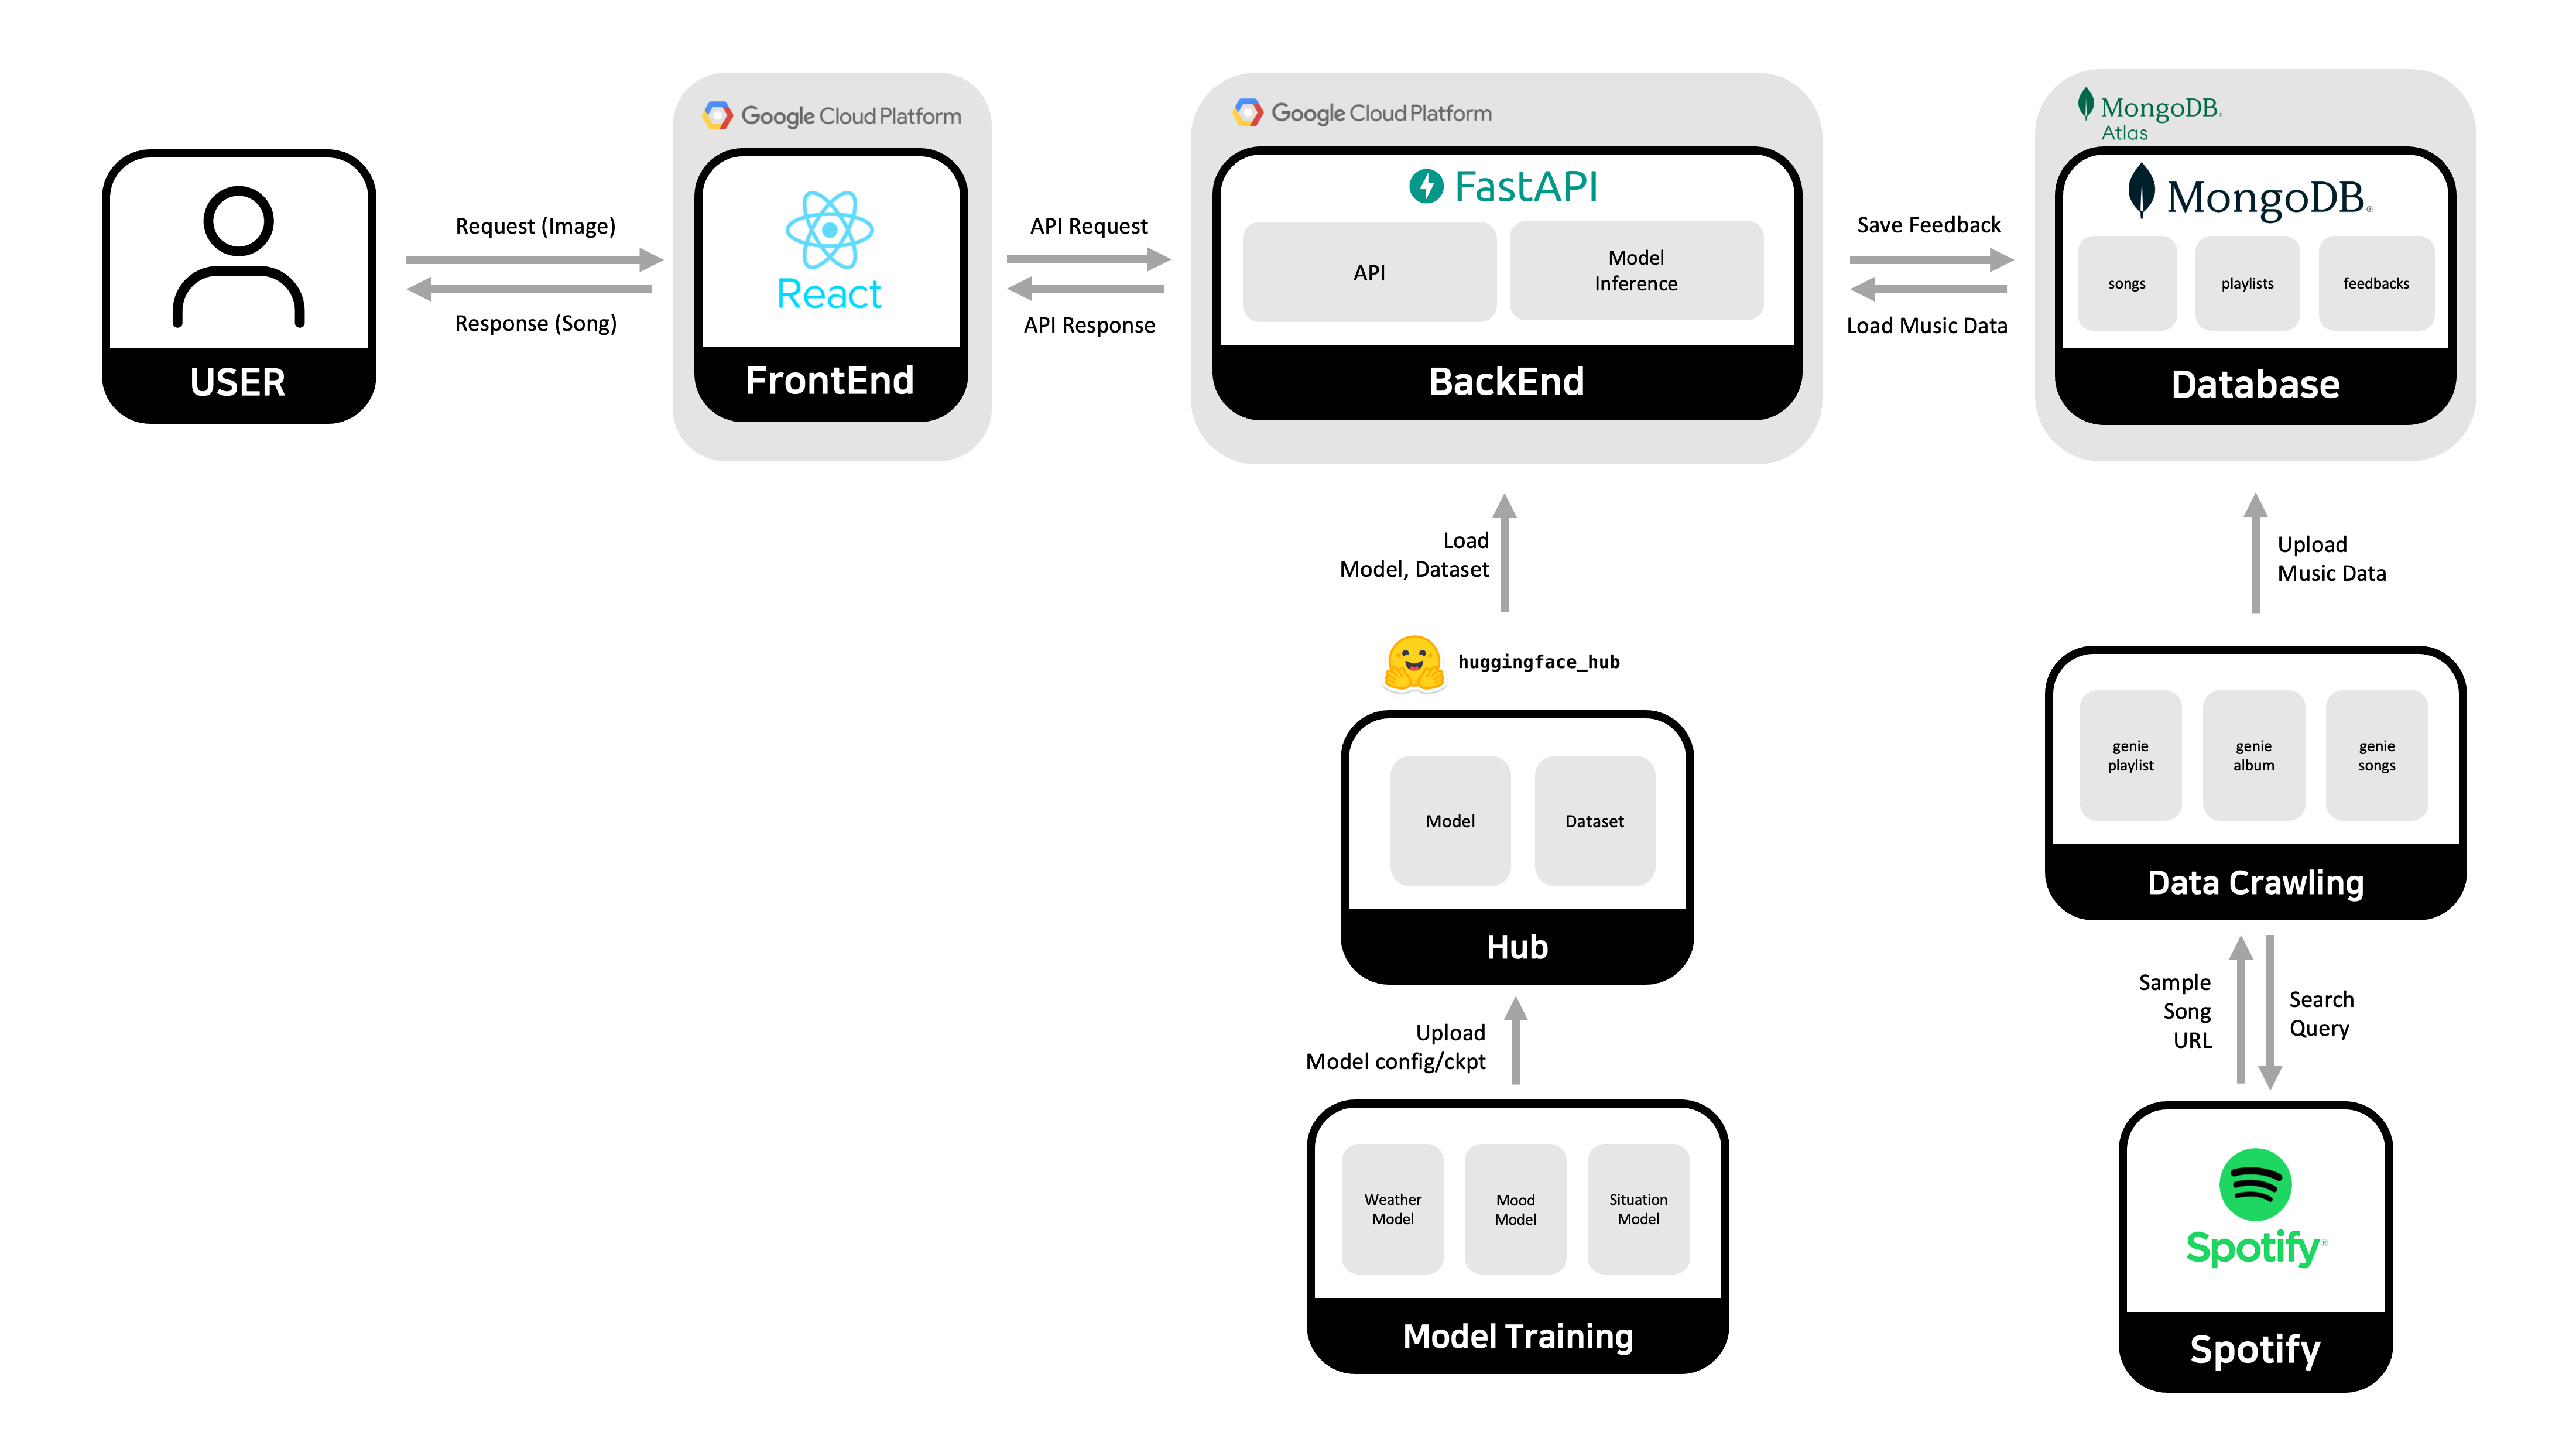 Google Cloud Platform
Google Cloud Platform
MongoDB®
Atlas
React
FrontEnd
FastAPI
API
Model
Inference
BackEnd
MongoDB®
songs
playlists
feedbacks
Database
USER
Request (Image)
Response (Song)
API Request
API Response
Save Feedback
Load Music Data
Load
Model, Dataset
Upload
Music Data
huggingface_hub
Model
Dataset
Hub
genie
playlist
genie
album
genie
songs
Data Crawling
Upload
Model config/ckpt
Sample
Song
URL
Search
Query
Weather
Model
Mood
Model
Situation
Model
Model Training
Spotify®
Spotify